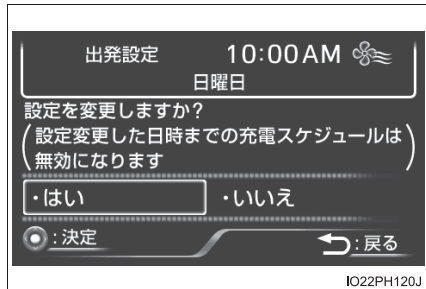 出発設定 10:00AM
日曜日
設定を変更しますか?
(設定変更した日時までの充電スケジュールは
無効になります)
・はい ・いいえ
:決定 :戻る
IO22PH120J